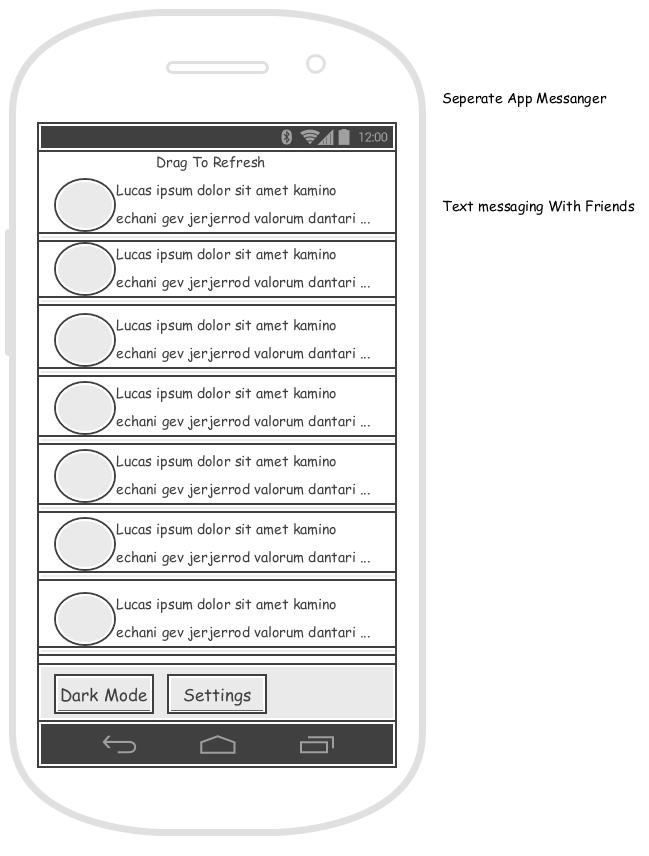 Seperate App Messanger
12:00
Drag To Refresh
Lucas ipsum dolor sit amet kamino
echani gev jerjerrod valorum dantari ...
Text messaging With Friends
Lucas ipsum dolor sit amet kamino
echani gev jerjerrod valorum dantari ...
Lucas ipsum dolor sit amet kamino
echani gev jerjerrod valorum dantari ...
Lucas ipsum dolor sit amet kamino
echani gev jerjerrod valorum dantari ...
Lucas ipsum dolor sit amet kamino
echani gev jerjerrod valorum dantari ...
Lucas ipsum dolor sit amet kamino
echani gev jerjerrod valorum dantari ...
Lucas ipsum dolor sit amet kamino
echani gev jerjerrod valorum dantari ...
Dark Mode Settings